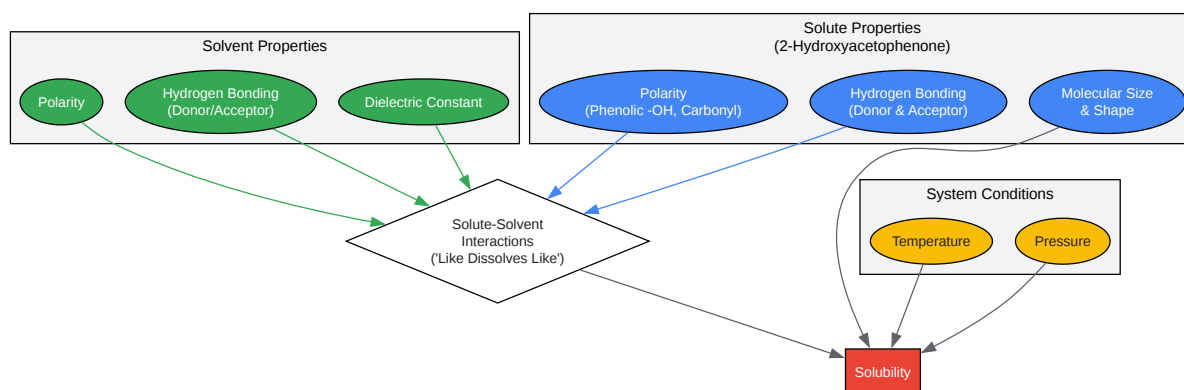 Solvent Properties
Polarity
Hydrogen Bonding
(Donor/Acceptor)
Dielectric Constant
Solute Properties
(2-Hydroxyacetophenone)
Polarity
(Phenolic -OH, Carbonyl)
Hydrogen Bonding
(Donor & Acceptor)
Molecular Size
& Shape
Solute-Solvent
Interactions
('Like Dissolves Like')
System Conditions
Temperature
Pressure
Solubility